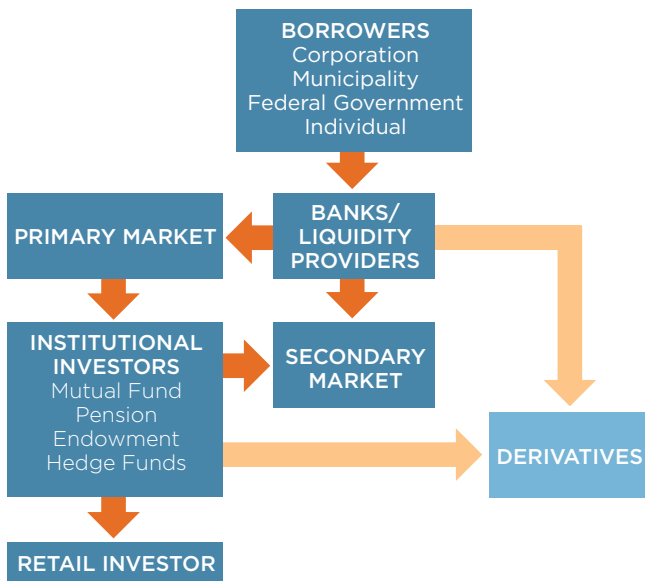 BORROWERS
Corporation
Municipality
Federal Government
Individual
PRIMARY MARKET
BANKS/
LIQUIDITY
PROVIDERS
INSTITUTIONAL
INVESTORS
Mutual Fund
Pension
Endowment
Hedge Funds
SECONDARY
MARKET
DERIVATIVES
RETAIL INVESTOR